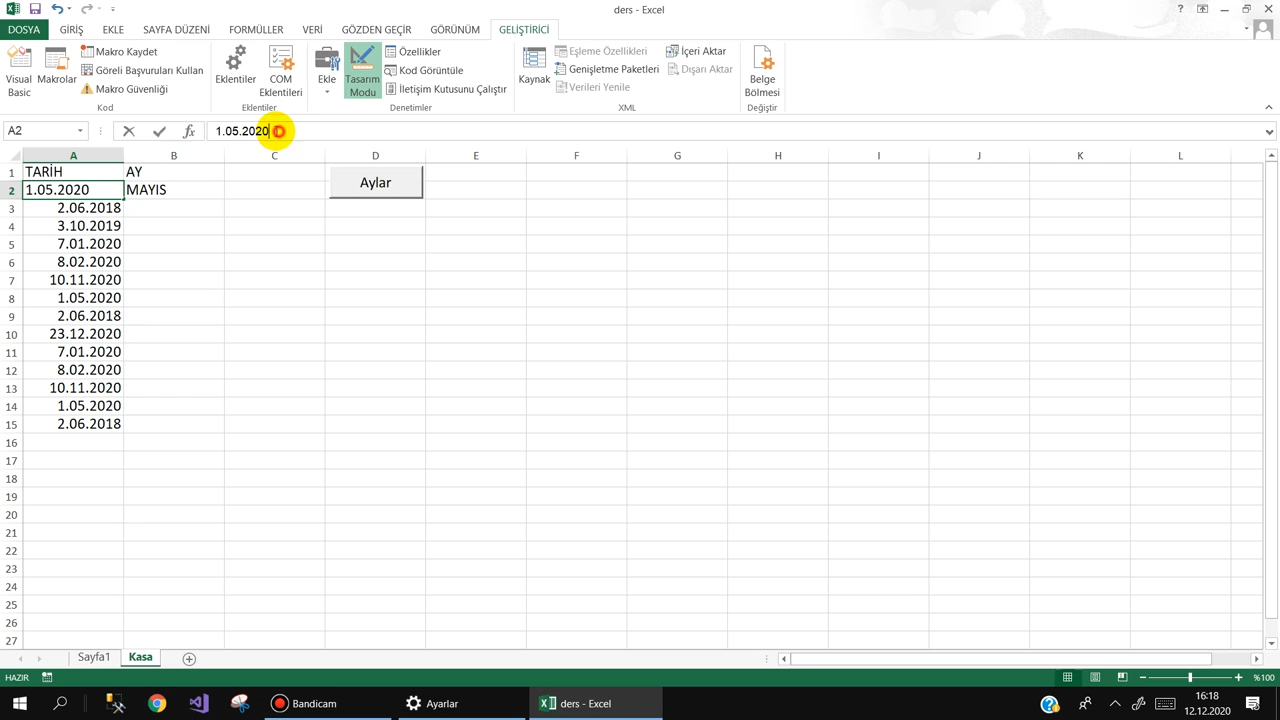 ders - Excel
DOSYA GİRİŞ EKLE SAYFA DÜZENİ FORMÜLLER VERİ GÖZDEN GEÇİR GÖRÜNÜM GELİŞTİRİCİ
Visual Basic
Makrolar
Makro Kaydet
Göreli Başvuruları Kullan
Makro Güvenliği
Kod
Eklentiler
COM Eklentileri
Eklentiler
Ekle
Tasarım Modu
Özellikler
Kod Görüntüle
İletişim Kutusunu Çalıştır
Denetimler
Kaynak
Eşleme Özellikleri
Genişletme Paketleri
Verileri Yenile
İçeri Aktar
Dışarı Aktar
XML
Belge Bölmesi
Değiştir
A2 fx 1.05.2020
A B C D E F G H I J K L
1 TARİH AY
Aylar
2 1.05.2020 MAYIS
3 2.06.2018
4 3.10.2019
5 7.01.2020
6 8.02.2020
7 10.11.2020
8 1.05.2020
9 2.06.2018
10 23.12.2020
11 7.01.2020
12 8.02.2020
13 10.11.2020
14 1.05.2020
15 2.06.2018
16
17
18
19
20
21
22
23
24
25
26
27
Sayfa1 Kasa
HAZIR %100
Bandicam Ayarlar ders - Excel 16:18
12.12.2020